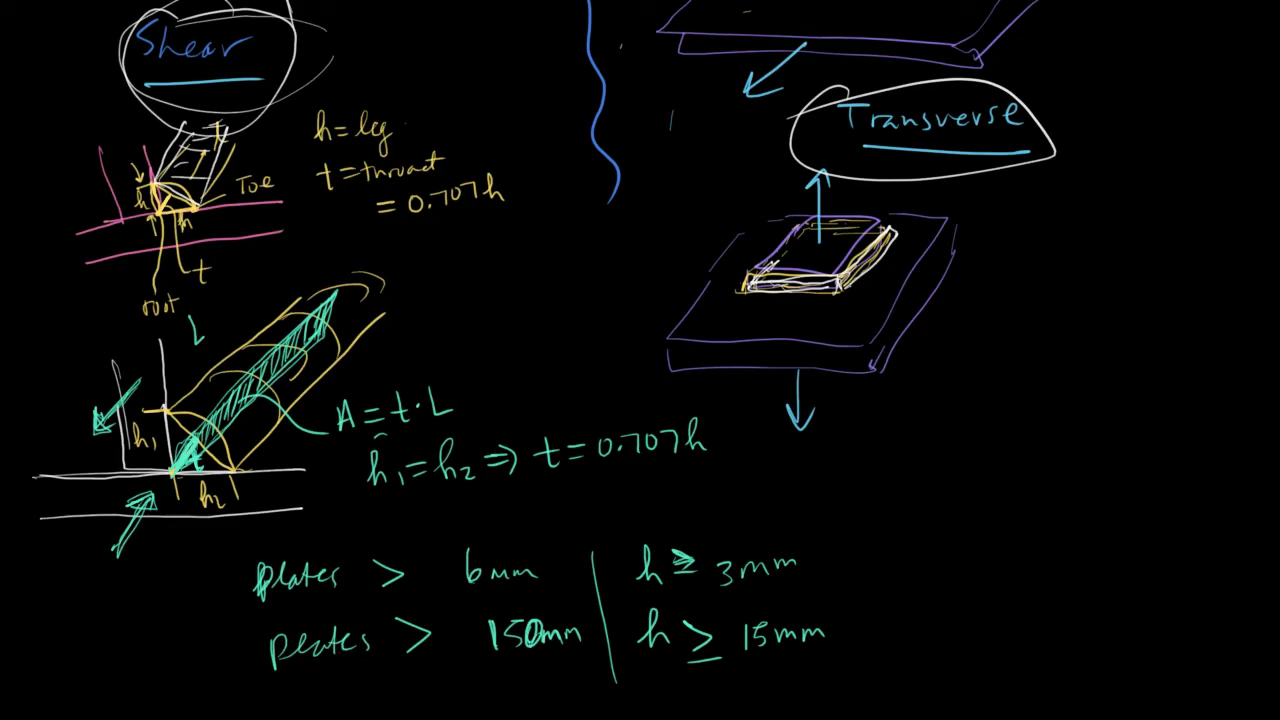 Shear
h = leg
t = throat
= 0.707h
Toe
h
h
t
root
L
h₁
t
h₂
A = t · L
h₁ = h₂ ⇒ t = 0.707h
plates > 6mm | h ≥ 3mm
plates > 150mm | h ≥ 15mm
Transverse